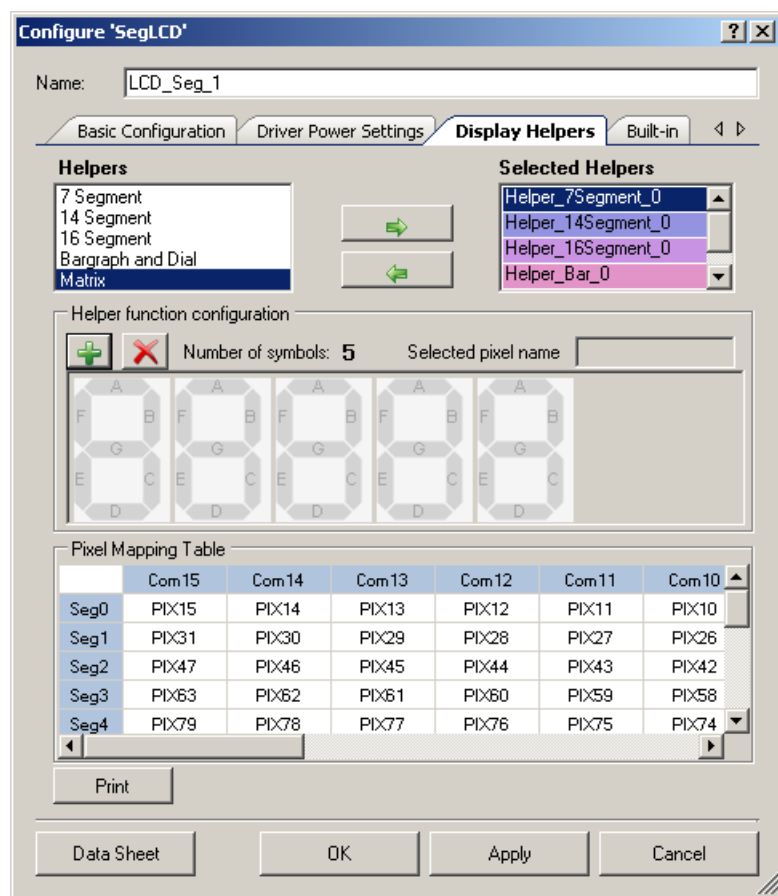 Configure 'SegLCD'
Name: LCD_Seg_1
Basic Configuration Driver Power Settings Display Helpers Built-in
Helpers Selected Helpers
7 Segment Helper_7Segment_0
14 Segment Helper_14Segment_0
16 Segment Helper_16Segment_0
Bargraph and Dial Helper_Bar_0
Matrix
Helper function configuration
Number of symbols: 5 Selected pixel name
A A A A A
F B F B F B F B F B
G G G G G
E C E C E C E C E C
D D D D D
Pixel Mapping Table
Com15 Com14 Com13 Com12 Com11 Com10
Seg0 PIX15 PIX14 PIX13 PIX12 PIX11 PIX10
Seg1 PIX31 PIX30 PIX29 PIX28 PIX27 PIX26
Seg2 PIX47 PIX46 PIX45 PIX44 PIX43 PIX42
Seg3 PIX63 PIX62 PIX61 PIX60 PIX59 PIX58
Seg4 PIX79 PIX78 PIX77 PIX76 PIX75 PIX74
Print
Data Sheet OK Apply Cancel